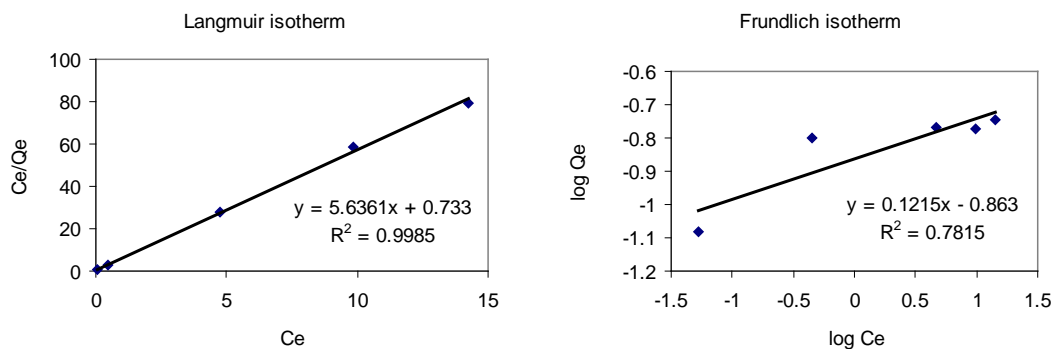 Langmuir isotherm
100
80
60
40
20
0
0
5
10
15
Ce/Qe
Ce
y = 5.6361x + 0.733
R² = 0.9985
Frundlich isotherm
-0.6
-0.7
-0.8
-0.9
-1
-1.1
-1.2
-1.5
-1
-0.5
0
0.5
1
1.5
log Qe
log Ce
y = 0.1215x - 0.863
R² = 0.7815